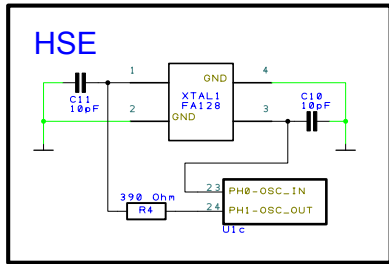 HSE
1
4
GND
C11
10pF
XTAL1
FA128
C10
10pF
2
GND
3
390 Ohm
R4
23
PH0-OSC_IN
24
PH1-OSC_OUT
U1c